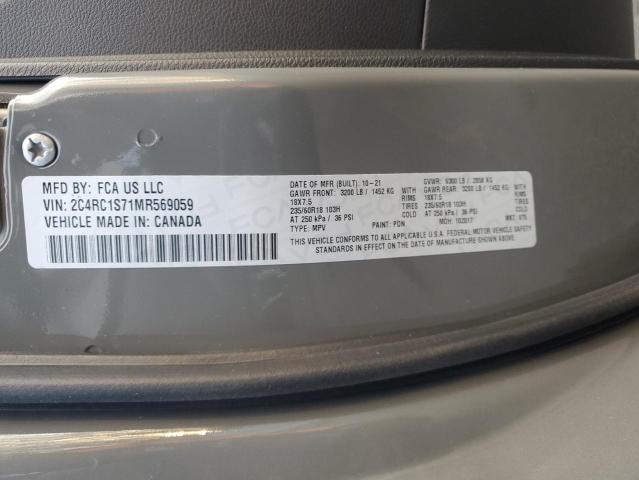 MFD BY: FCA US LLC
VIN: 2C4RC1S71MR569059
VEHICLE MADE IN: CANADA
DATE OF MFR (BUILT): 10-21
GAWR FRONT: 3200 LB / 1452 KG
18X7.5 RIMS
235/60R18 103H TIRES
AT 250 kPa / 36 PSI
TYPE: MPV PAINT: PDN
GVWR: 6300 LB / 2858 KG
GAWR REAR: 3200 LB / 1452 KG WITH
18X7.5 RIMS
235/60R18 103H TIRES
AT 250 kPa / 36 PSI
MDH: 102017
THIS VEHICLE CONFORMS TO ALL APPLICABLE U.S.A. FEDERAL MOTOR VEHICLE SAFETY
STANDARDS IN EFFECT ON THE DATE OF MANUFACTURE SHOWN ABOVE.